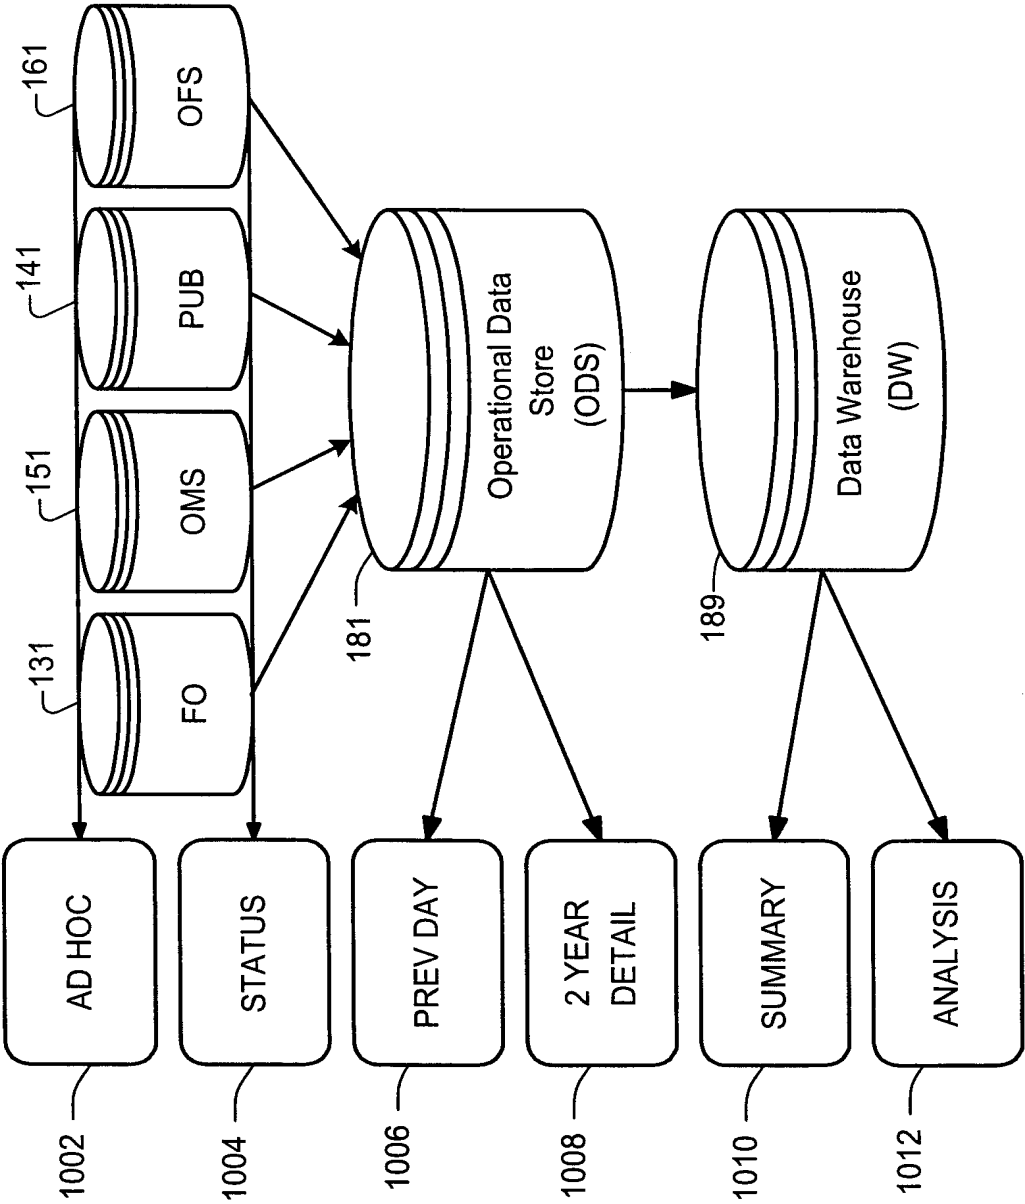 1002
AD HOC
131
FO
151
OMS
141
PUB
161
OFS
1004
STATUS
1006
PREV DAY
181
Operational Data
Store
(ODS)
1008
2 YEAR
DETAIL
1010
SUMMARY
189
Data Warehouse
(DW)
1012
ANALYSIS